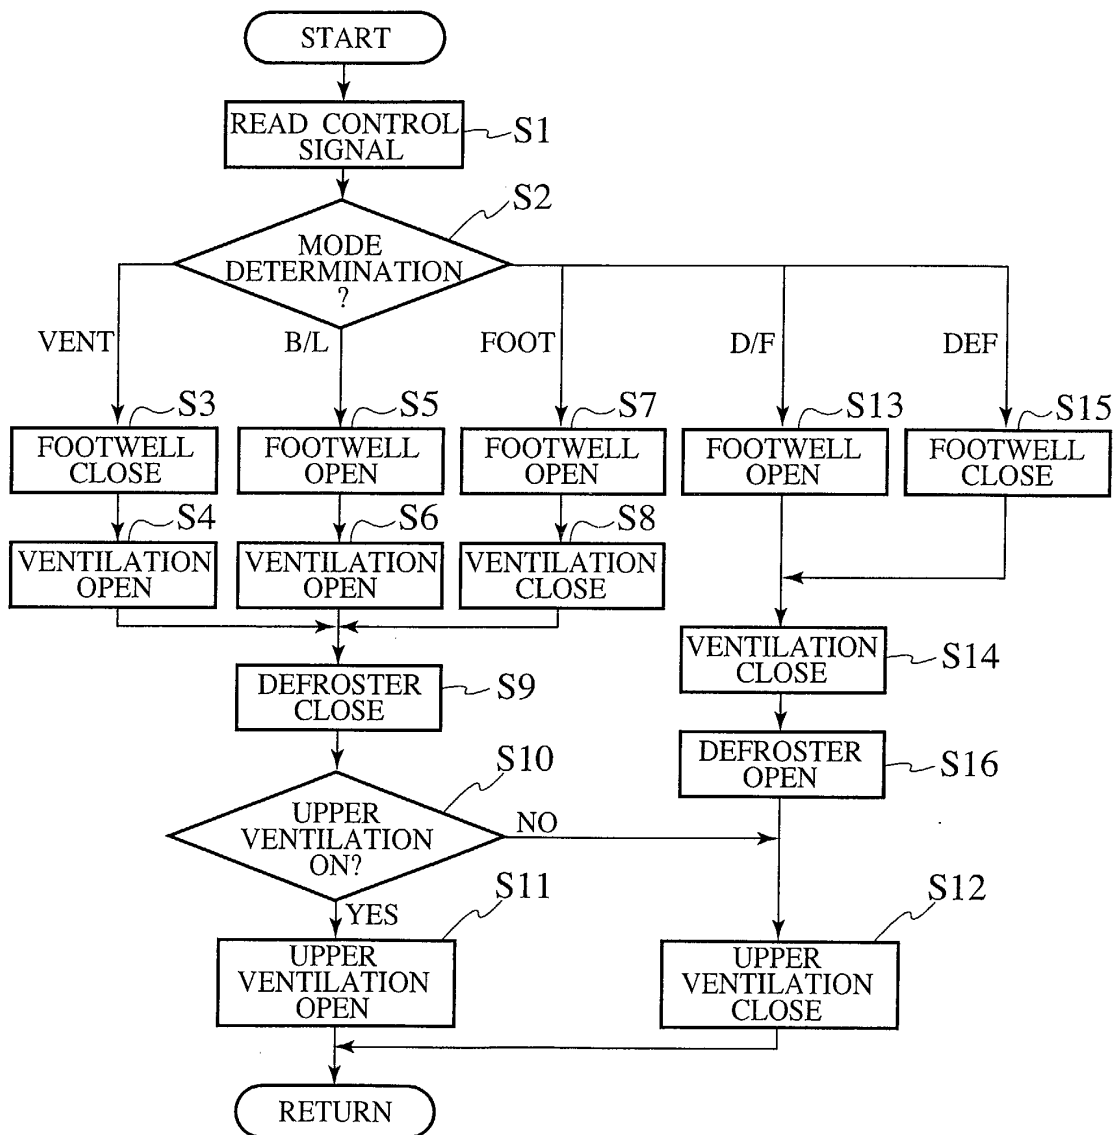 START
READ CONTROL
SIGNAL
S1
S2
MODE
DETERMINATION
?
VENT
B/L
FOOT
D/F
DEF
S3
S5
S7
S13
S15
FOOTWELL
CLOSE
FOOTWELL
OPEN
FOOTWELL
OPEN
FOOTWELL
OPEN
FOOTWELL
CLOSE
S4
S6
S8
VENTILATION
OPEN
VENTILATION
OPEN
VENTILATION
CLOSE
VENTILATION
CLOSE
S14
DEFROSTER
CLOSE
S9
DEFROSTER
OPEN
S16
S10
UPPER
VENTILATION
ON?
NO
YES
S11
S12
UPPER
VENTILATION
OPEN
UPPER
VENTILATION
CLOSE
RETURN